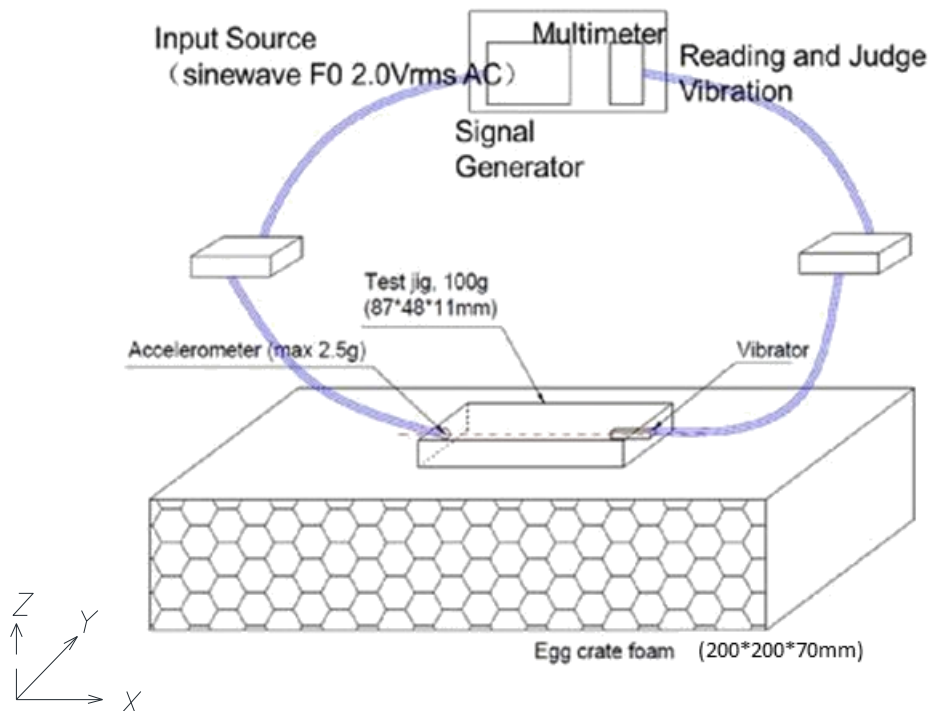 Input Source
（sinewave F0 2.0Vrms AC）
Multimeter
Reading and Judge
Vibration
Signal
Generator
Test jig, 100g
(87*48*11mm)
Accelerometer (max 2.5g)
Vibrator
Z
Y
X
Egg crate foam (200*200*70mm)